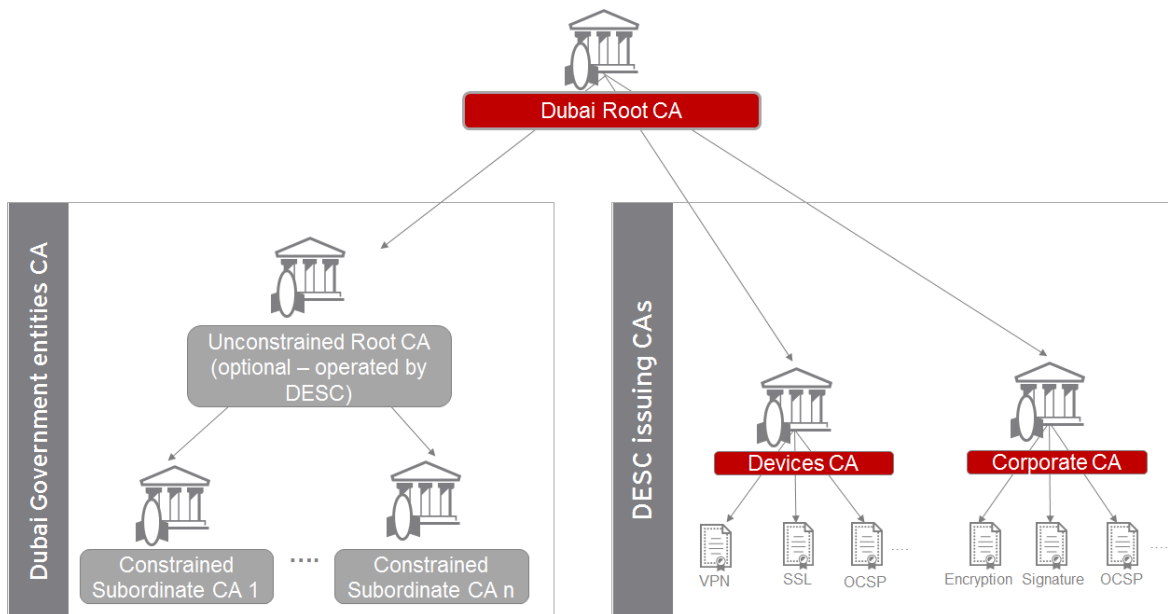 Dubai Root CA
Dubai Government entities CA
Unconstrained Root CA
(optional – operated by
DESC)
Constrained
Subordinate CA 1
....
Constrained
Subordinate CA n
DESC issuing CAs
Devices CA
Corporate CA
VPN
SSL
OCSP
.....
Encryption
Signature
OCSP
.....